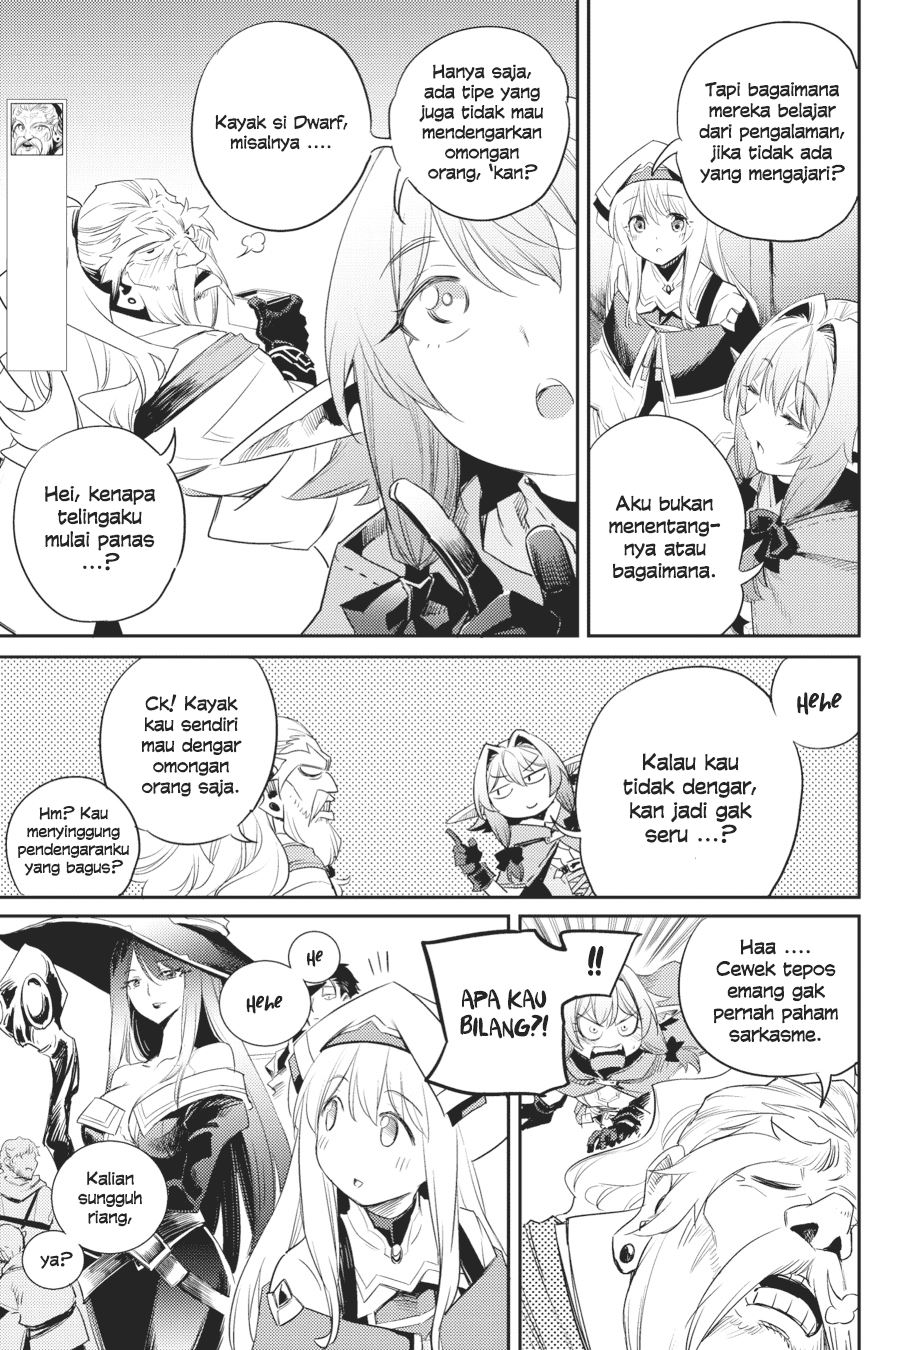 Tapi bagaimana
mereka belajar
dari pengalaman,
jika tidak ada
yang mengajari?
Aku bukan
menentang-
nya atau
bagaimana.
Hanya saja,
ada tipe yang
juga tidak mau
mendengarkan
omongan
orang, 'kan?
Kayak si Dwarf,
misalnya ....
Hei, kenapa
telingaku
mulai panas
...?
HeHe
Kalau kau
tidak dengar,
kan jadi gak
seru ...?
Ck! Kayak
kau sendiri
mau dengar
omongan
orang saja.
Hm? Kau
menyinggung
pendengaranku
yang bagus?
Haa ....
Cewek tepos
emang gak
pernah paham
sarkasme.
!!
APA KAU
BILANG?!
He
HeHe
Kalian
sungguh
riang,
ya?